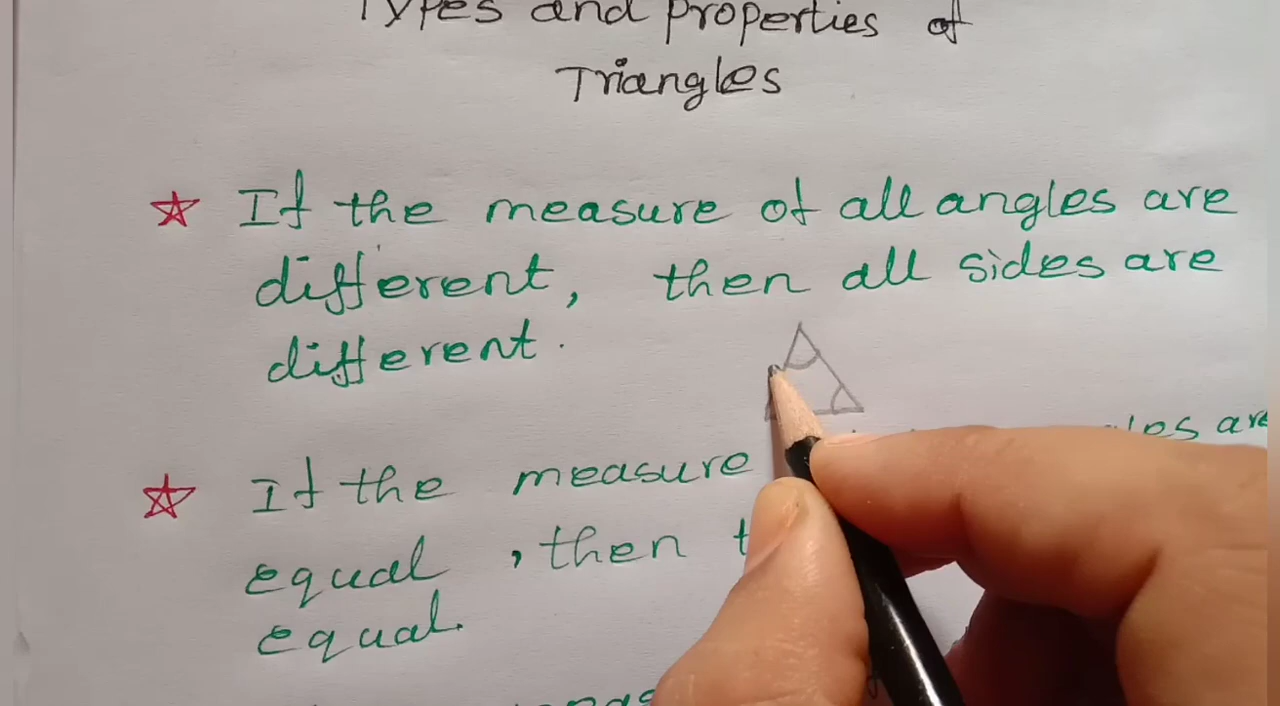 Types and properties of
Triangles
If the measure of all angles are
different, then all sides are
different.
If the measure are
equal, then
equal.